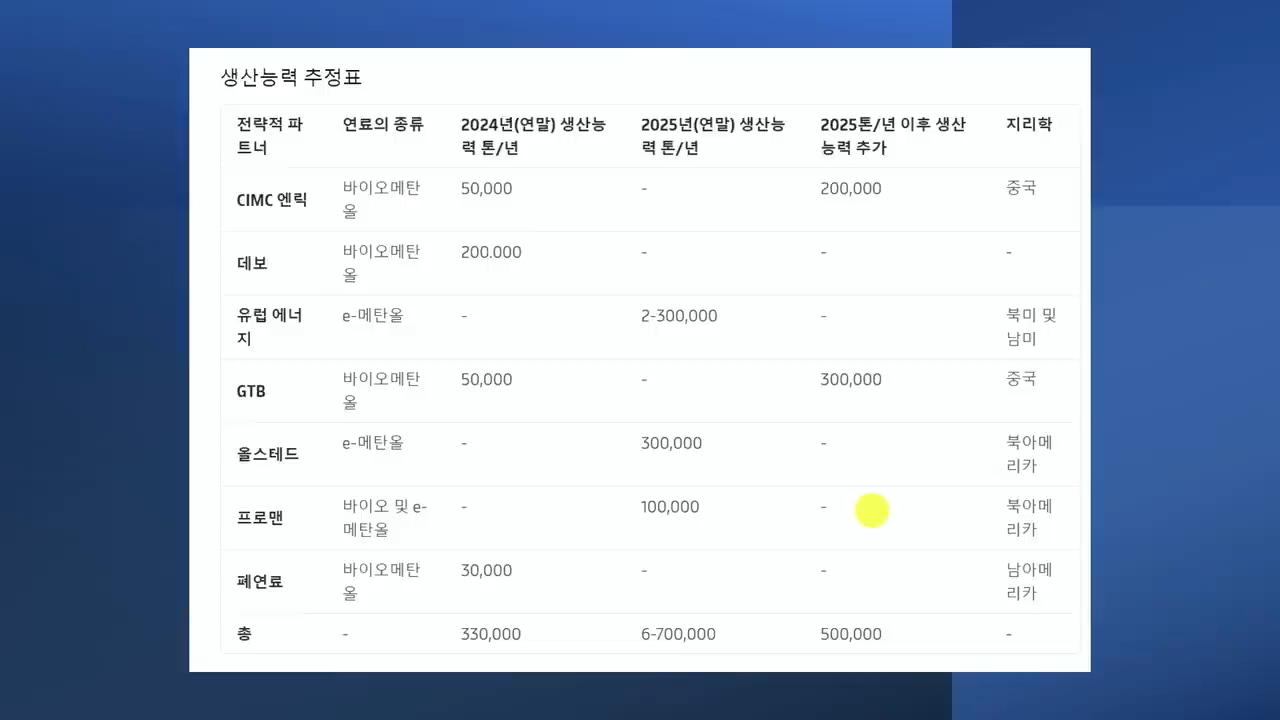 생산능력 추정표
전략적 파트너 연료의 종류 2024년(연말) 생산능력 톤/년 2025년(연말) 생산능력 톤/년 2025톤/년 이후 생산능력 추가 지리학
CIMC 엔릭 바이오메탄올 50,000 - 200,000 중국
데보 바이오메탄올 200.000 - - -
유럽 에너지 e-메탄올 - 2-300,000 - 북미 및 남미
GTB 바이오메탄올 50,000 - 300,000 중국
올스테드 e-메탄올 - 300,000 - 북아메리카
프로맨 바이오 및 e-메탄올 - 100,000 - 북아메리카
폐연료 바이오메탄올 30,000 - - 남아메리카
총 - 330,000 6-700,000 500,000 -